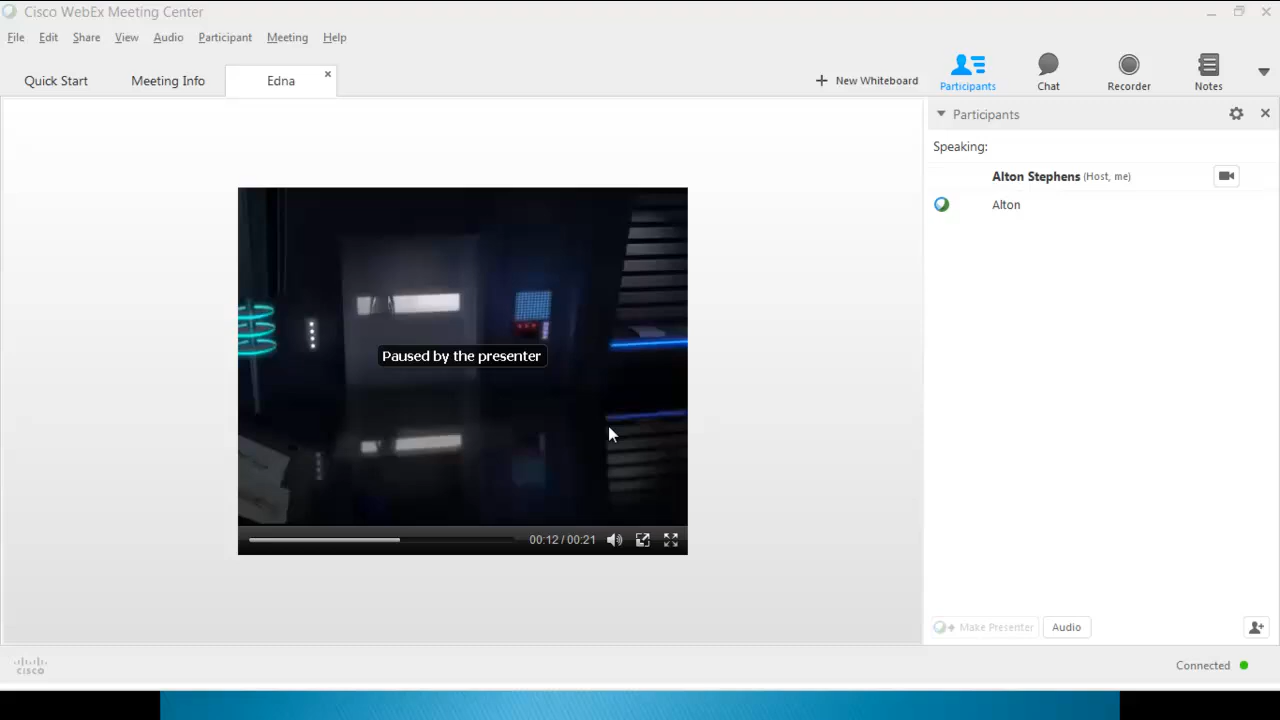 Cisco WebEx Meeting Center
File Edit Share View Audio Participant Meeting Help
Quick Start Meeting Info Edna New Whiteboard Participants Chat Recorder Notes
Participants
Speaking:
Alton Stephens (Host, me)
Alton
Paused by the presenter
00:12 / 00:21
Make Presenter Audio
cisco Connected